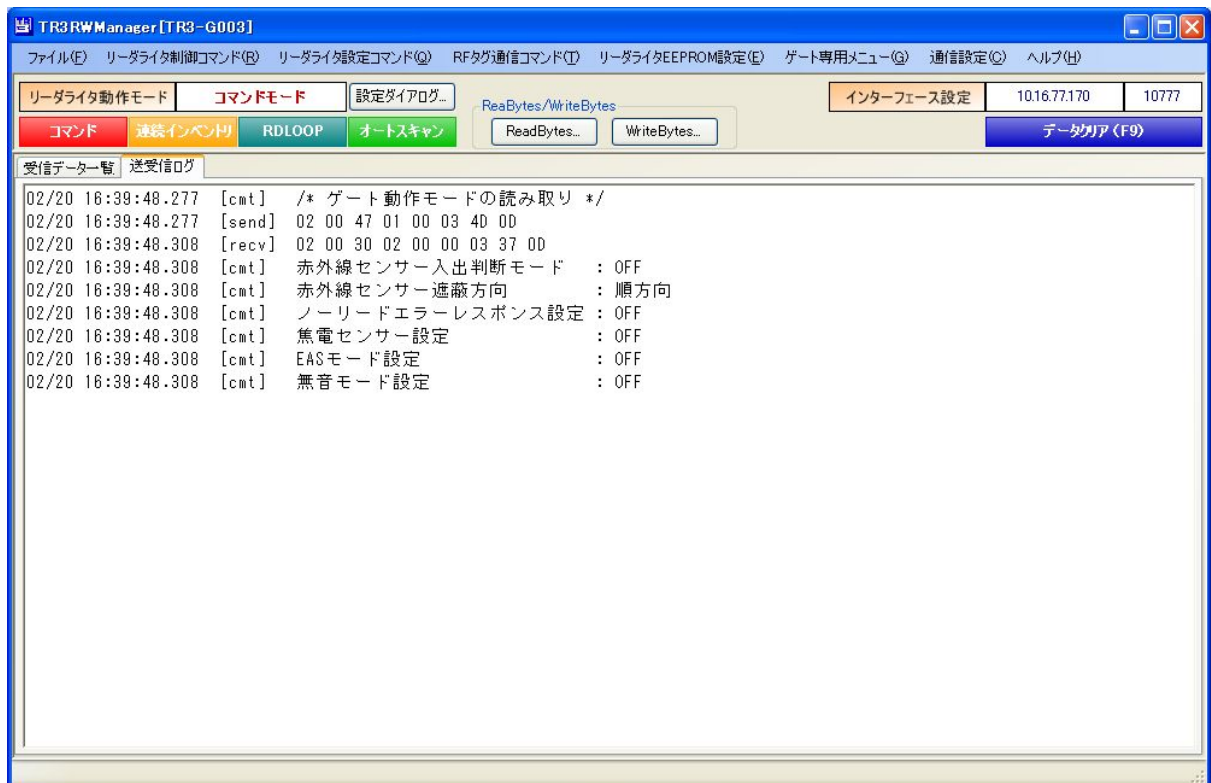 TR3RWManager[TR3-G003]
ファイル(F) リーダライタ制御コマンド(R) リーダライタ設定コマンド(Q) RFタグ通信コマンド(T) リーダライタEEPROM設定(E) ゲート専用メニュー(G) 通信設定(C) ヘルプ(H)
リーダライタ動作モード コマンドモード 設定ダイアログ... ReaBytes/WriteBytes インターフェース設定 10.16.77.170 10777
コマンド 連続インベントリ RDLOOP オートスキャン ReadBytes... WriteBytes... データクリア (F9)
受信データ一覧 送受信ログ
02/20 16:39:48.277 [cmt] /* ゲート動作モードの読み取り */
02/20 16:39:48.277 [send] 02 00 47 01 00 03 4D 0D
02/20 16:39:48.308 [recv] 02 00 30 02 00 00 03 37 0D
02/20 16:39:48.308 [cmt] 赤外線センサー入出判断モード : OFF
02/20 16:39:48.308 [cmt] 赤外線センサー遮蔽方向 : 順方向
02/20 16:39:48.308 [cmt] ノーリードエラーレスポンス設定 : OFF
02/20 16:39:48.308 [cmt] 焦電センサー設定 : OFF
02/20 16:39:48.308 [cmt] EASモード設定 : OFF
02/20 16:39:48.308 [cmt] 無音モード設定 : OFF